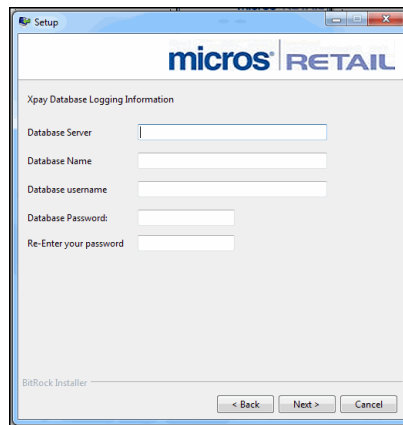 Setup
micros® RETAIL
Xpay Database Logging Information
Database Server
Database Name
Database username
Database Password:
Re-Enter your password
BitRock Installer
< Back Next > Cancel